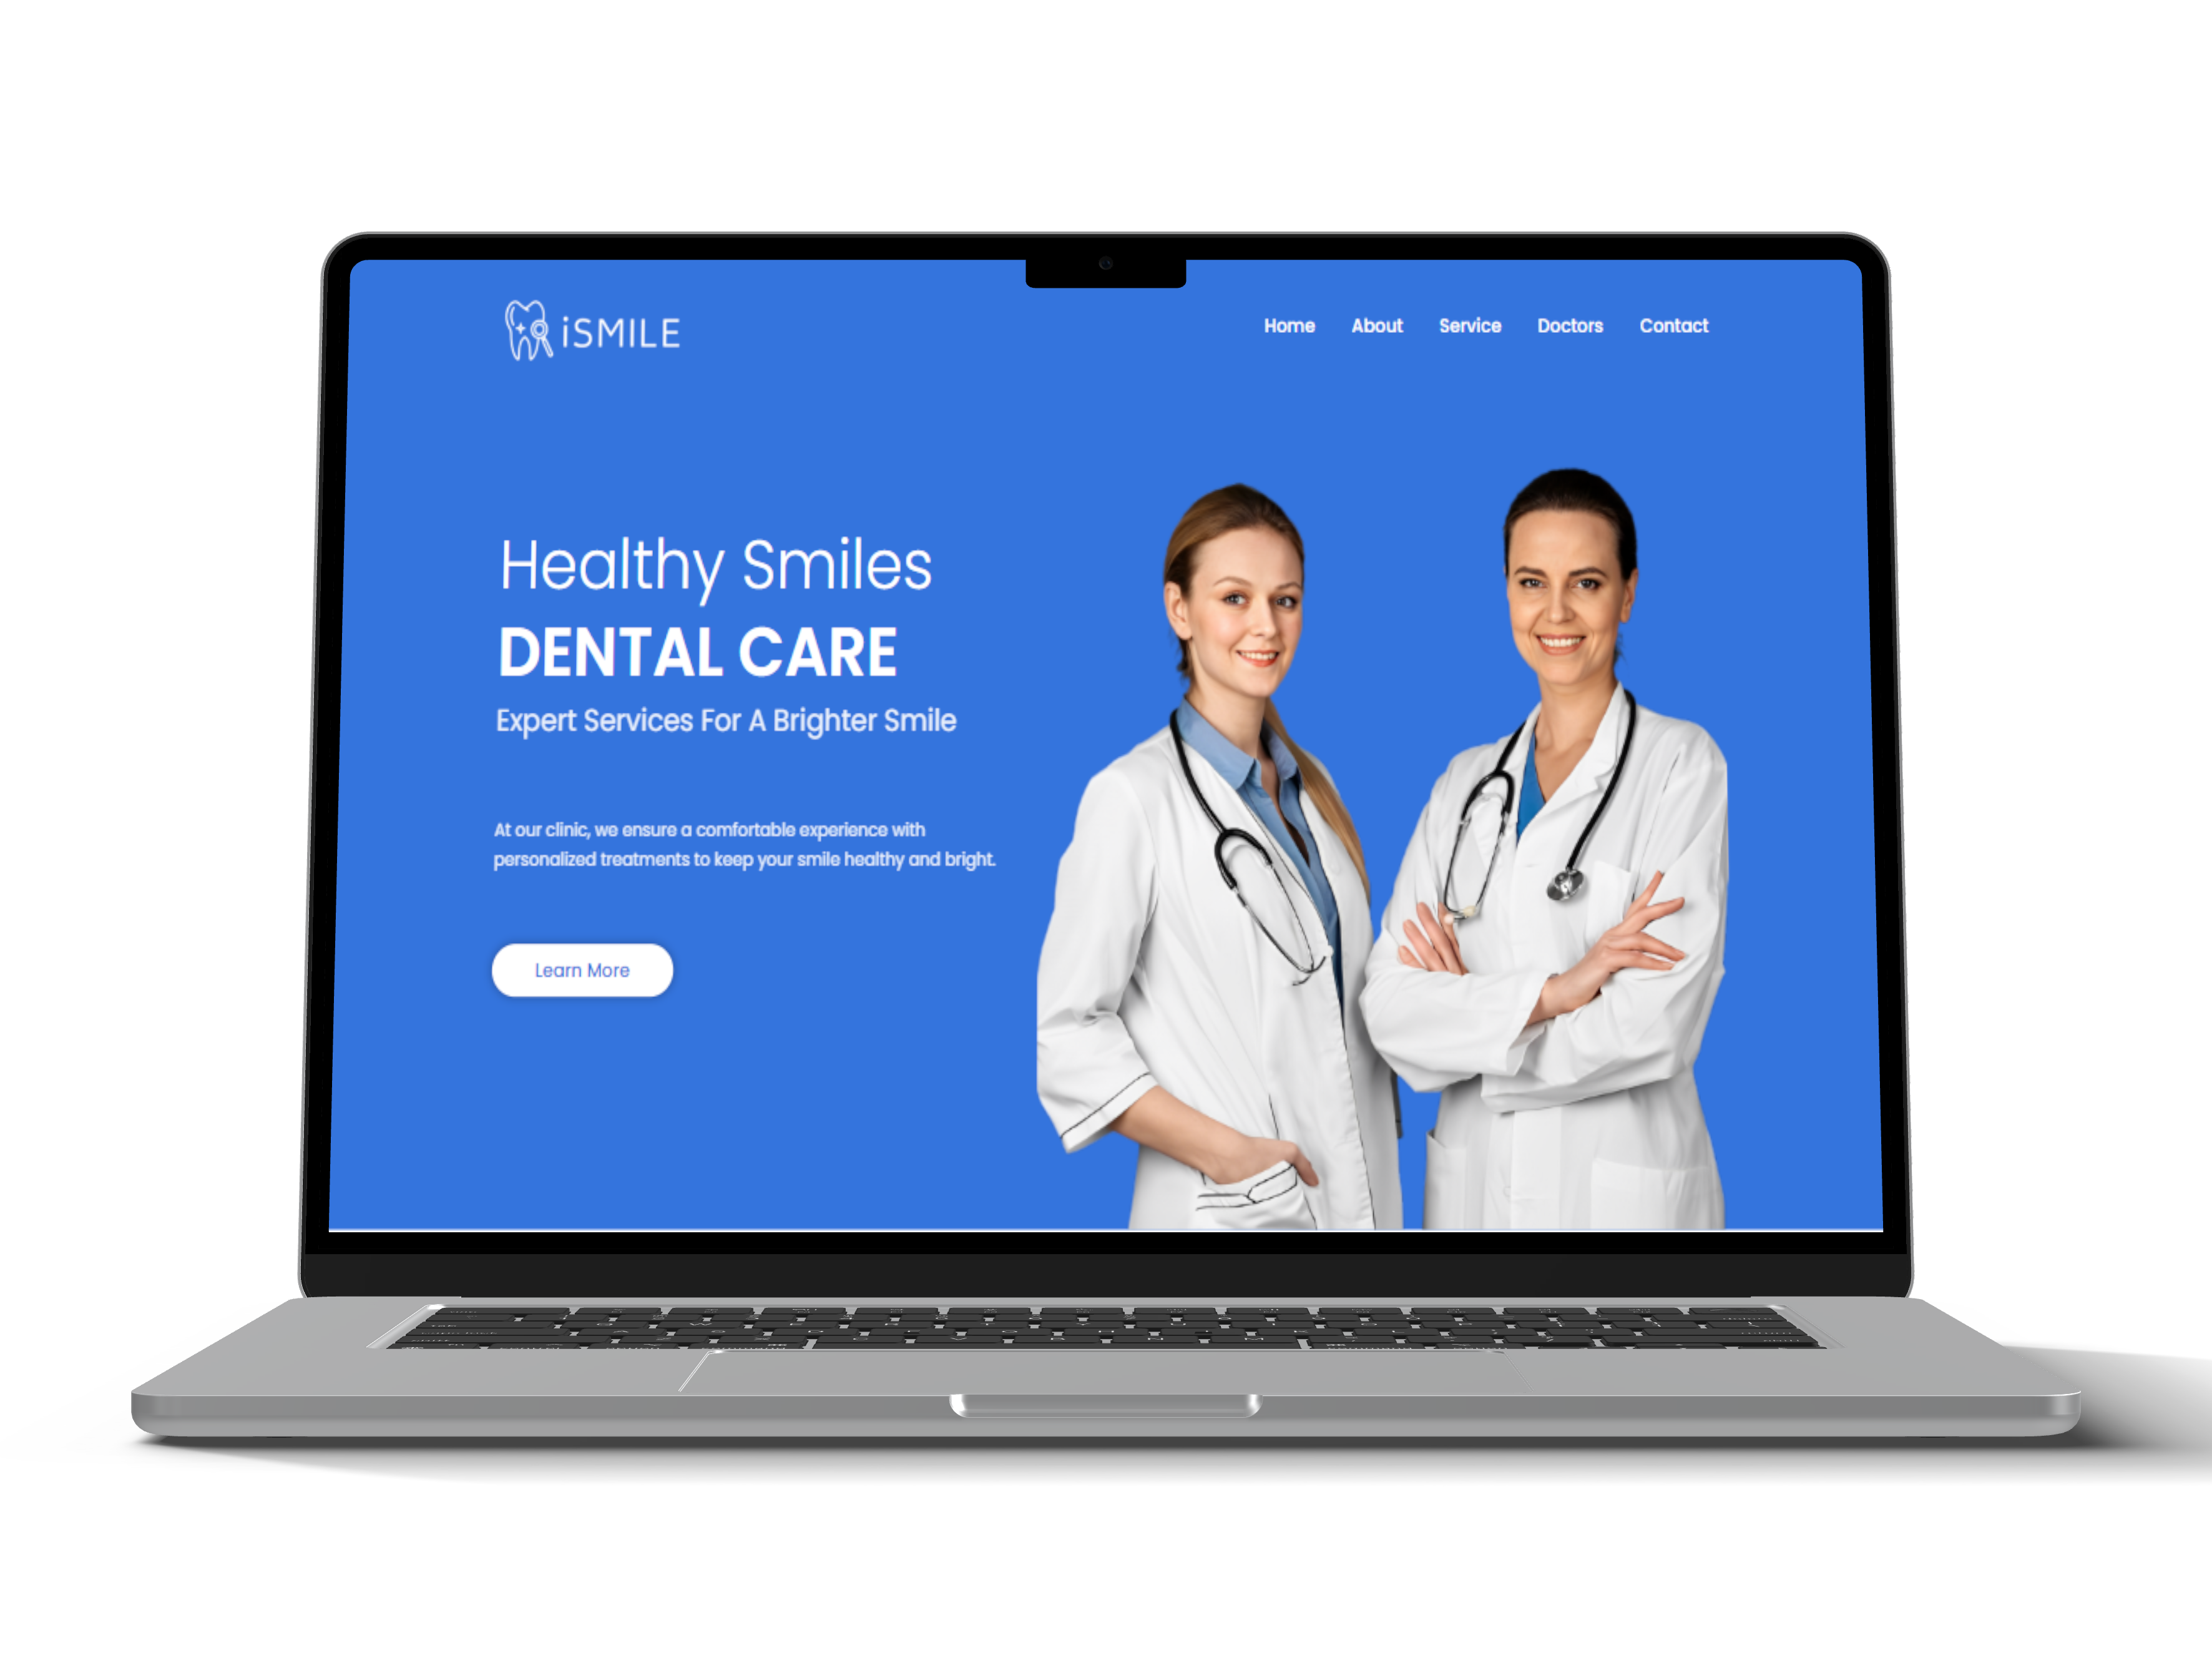 iSMILE
Home About Service Doctors Contact
Healthy Smiles
DENTAL CARE
Expert Services For A Brighter Smile
At our clinic, we ensure a comfortable experience with
personalized treatments to keep your smile healthy and bright.
Learn More